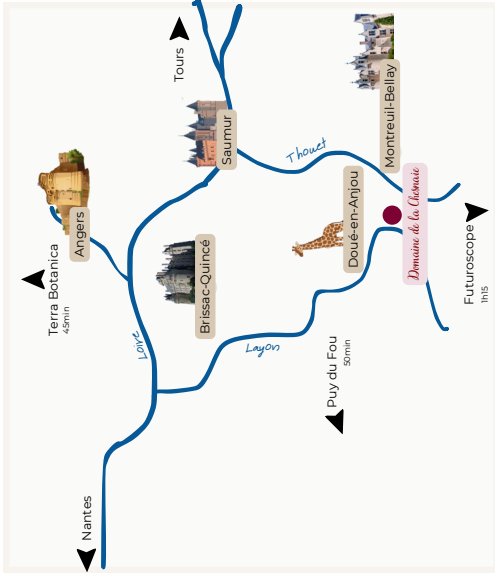 Terra Botanica
45min
Angers
Nantes
Loire
Tours
Brissac-Quincé
Saumur
Layon
Thouet
Puy du Fou
50min
Doué-en-Anjou
Montreuil-Bellay
Domaine de la Chesnaie
Futuroscope
1h15